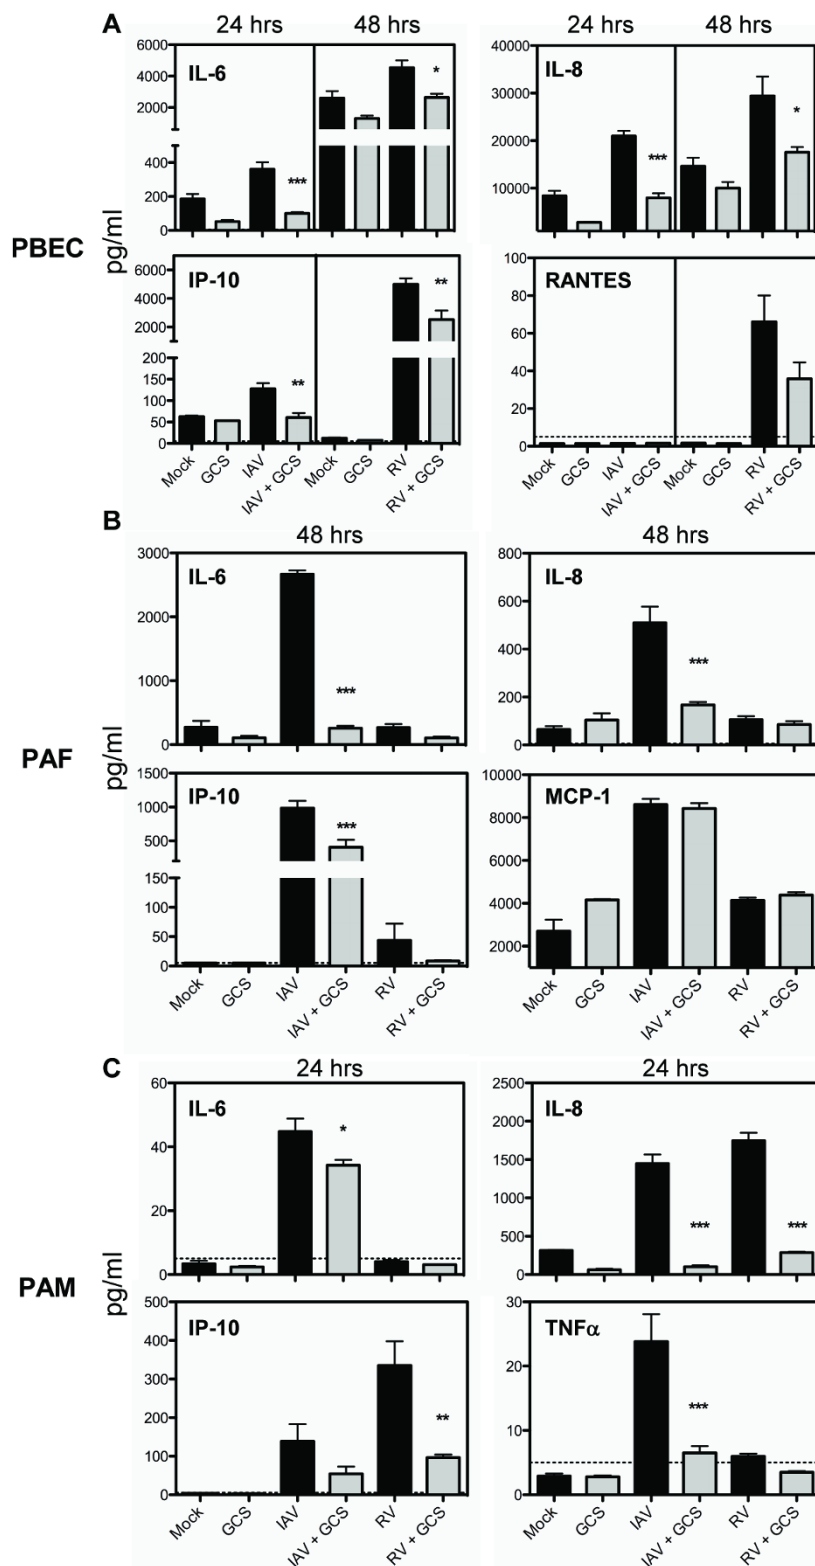 A
24 hrs 48 hrs 24 hrs 48 hrs
PBEC
pg/ml
IL-6
6000
4000
2000
400
200
0
***
*
IL-8
40000
30000
20000
10000
***
*
IP-10
6000
4000
2000
200
150
100
50
0
**
**
Mock GCS IAV IAV + GCS Mock GCS RV RV + GCS
RANTES
100
80
60
40
20
0
Mock GCS IAV IAV + GCS Mock GCS RV RV + GCS
B
48 hrs 48 hrs
PAF
pg/ml
IL-6
3000
2000
1000
0
***
IL-8
800
600
400
200
0
***
IP-10
1500
1000
500
150
100
50
0
***
Mock GCS IAV IAV + GCS RV RV + GCS
MCP-1
10000
8000
6000
4000
2000
Mock GCS IAV IAV + GCS RV RV + GCS
C
24 hrs 24 hrs
PAM
pg/ml
IL-6
60
40
20
0
*
IL-8
2500
2000
1500
1000
500
0
***
***
IP-10
500
400
300
200
100
0
**
Mock GCS IAV IAV + GCS RV RV + GCS
TNFα
30
20
10
0
***
Mock GCS IAV IAV + GCS RV RV + GCS